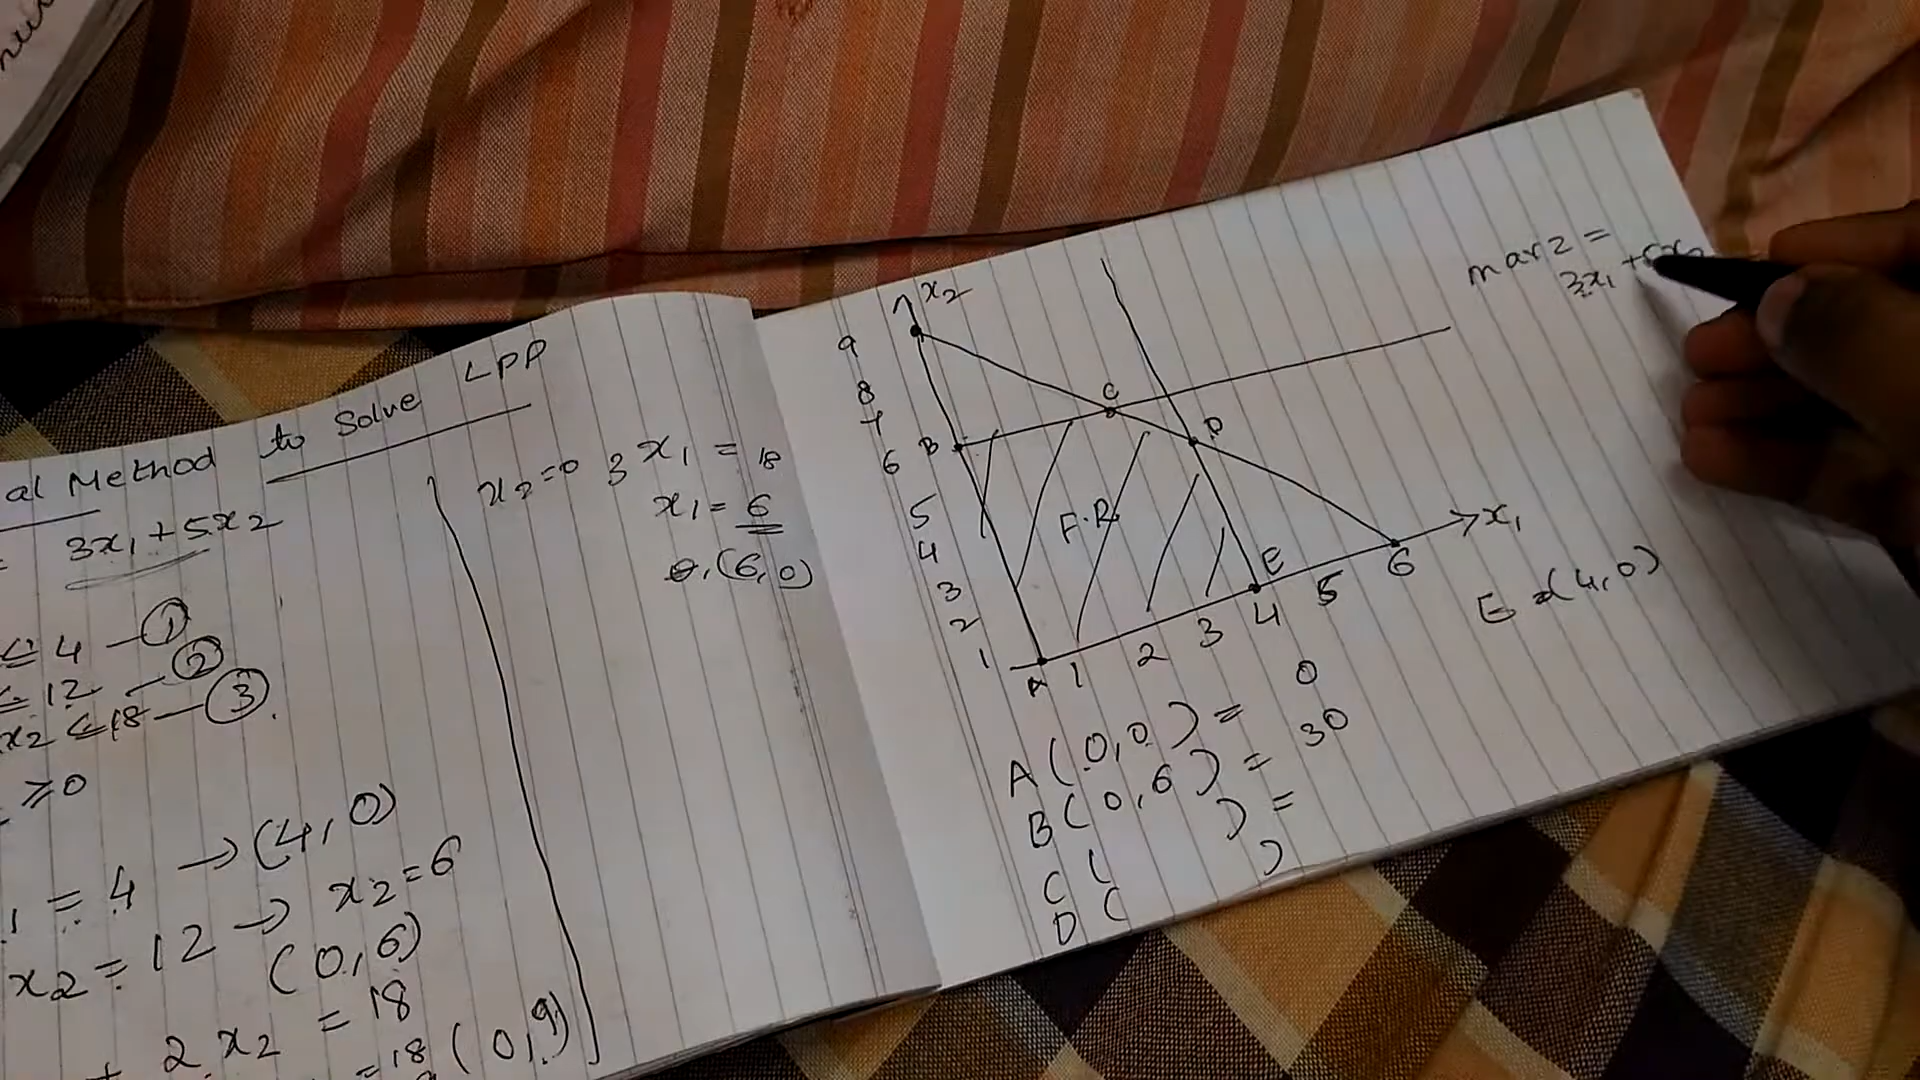 al Method to Solve LPP
3x1 + 5x2
≤ 4 — ①
≤ 12 — ②
x2 ≤ 18 — ③.
≥ 0
1 = 4 → (4, 0)
x2 = 12 → x2 = 6
(0, 6)
+ 2x2 = 18
= 18 (0, 9)
x2 = 0 3x1 = 18
x1 = 6
(6, 0)
max Z =
3x1 + 5x2
x2
9
8
7
6
5
4
3
2
1
B
C
D
F.R
E
A
1 2 3 4 5 6
x1
E (4, 0)
A (0, 0) = 0
B (0, 6) = 30
C ( ) =
D ( )